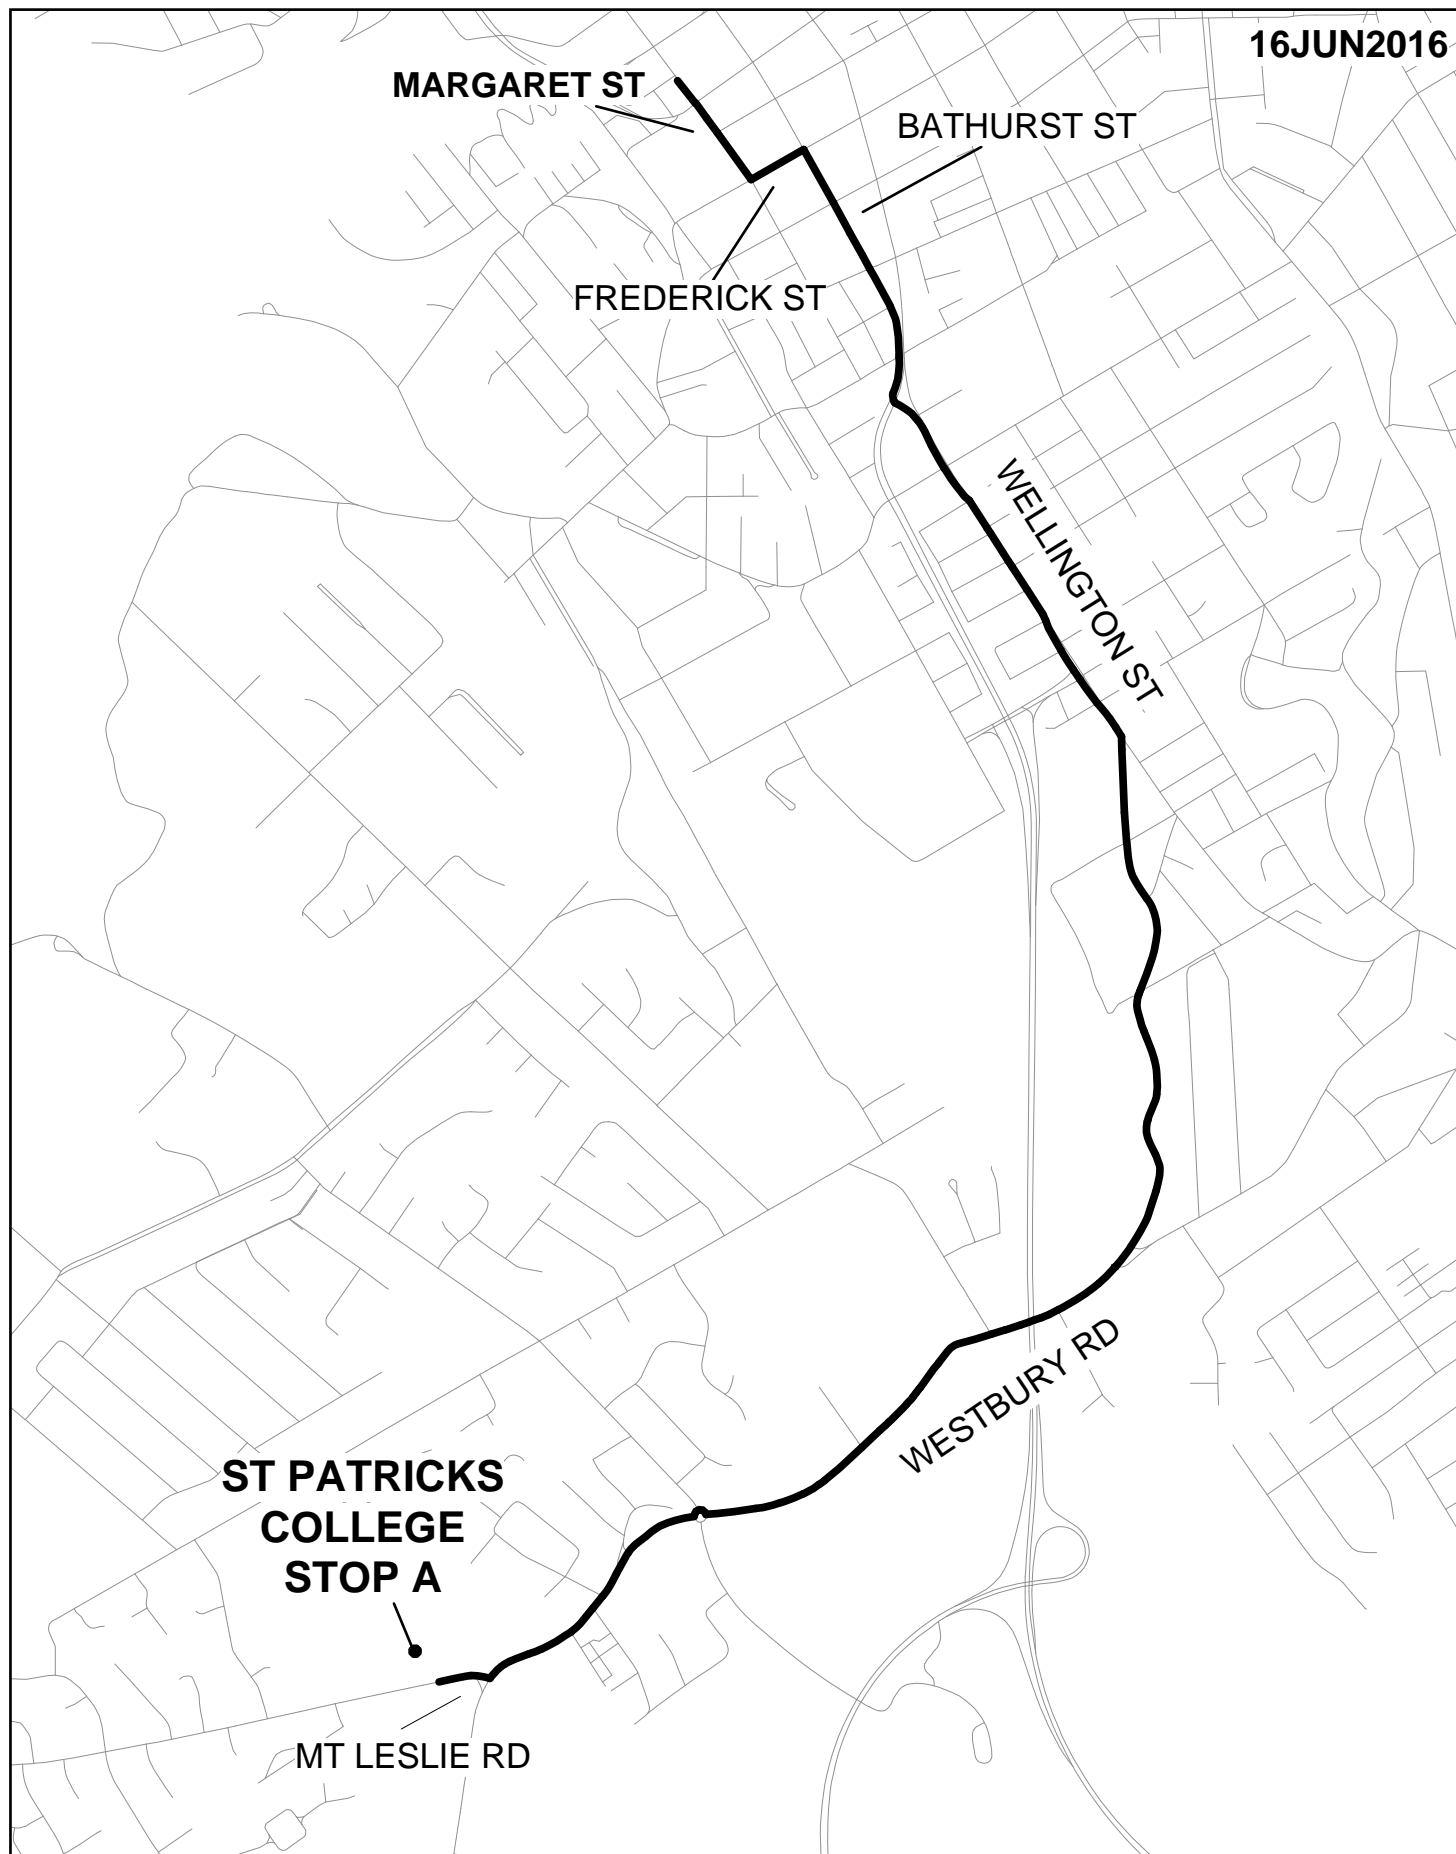 16JUN2016
MARGARET ST
BATHURST ST
FREDERICK ST
WELLINGTON ST
WESTBURY RD
ST PATRICKS
COLLEGE
STOP A
MT LESLIE RD